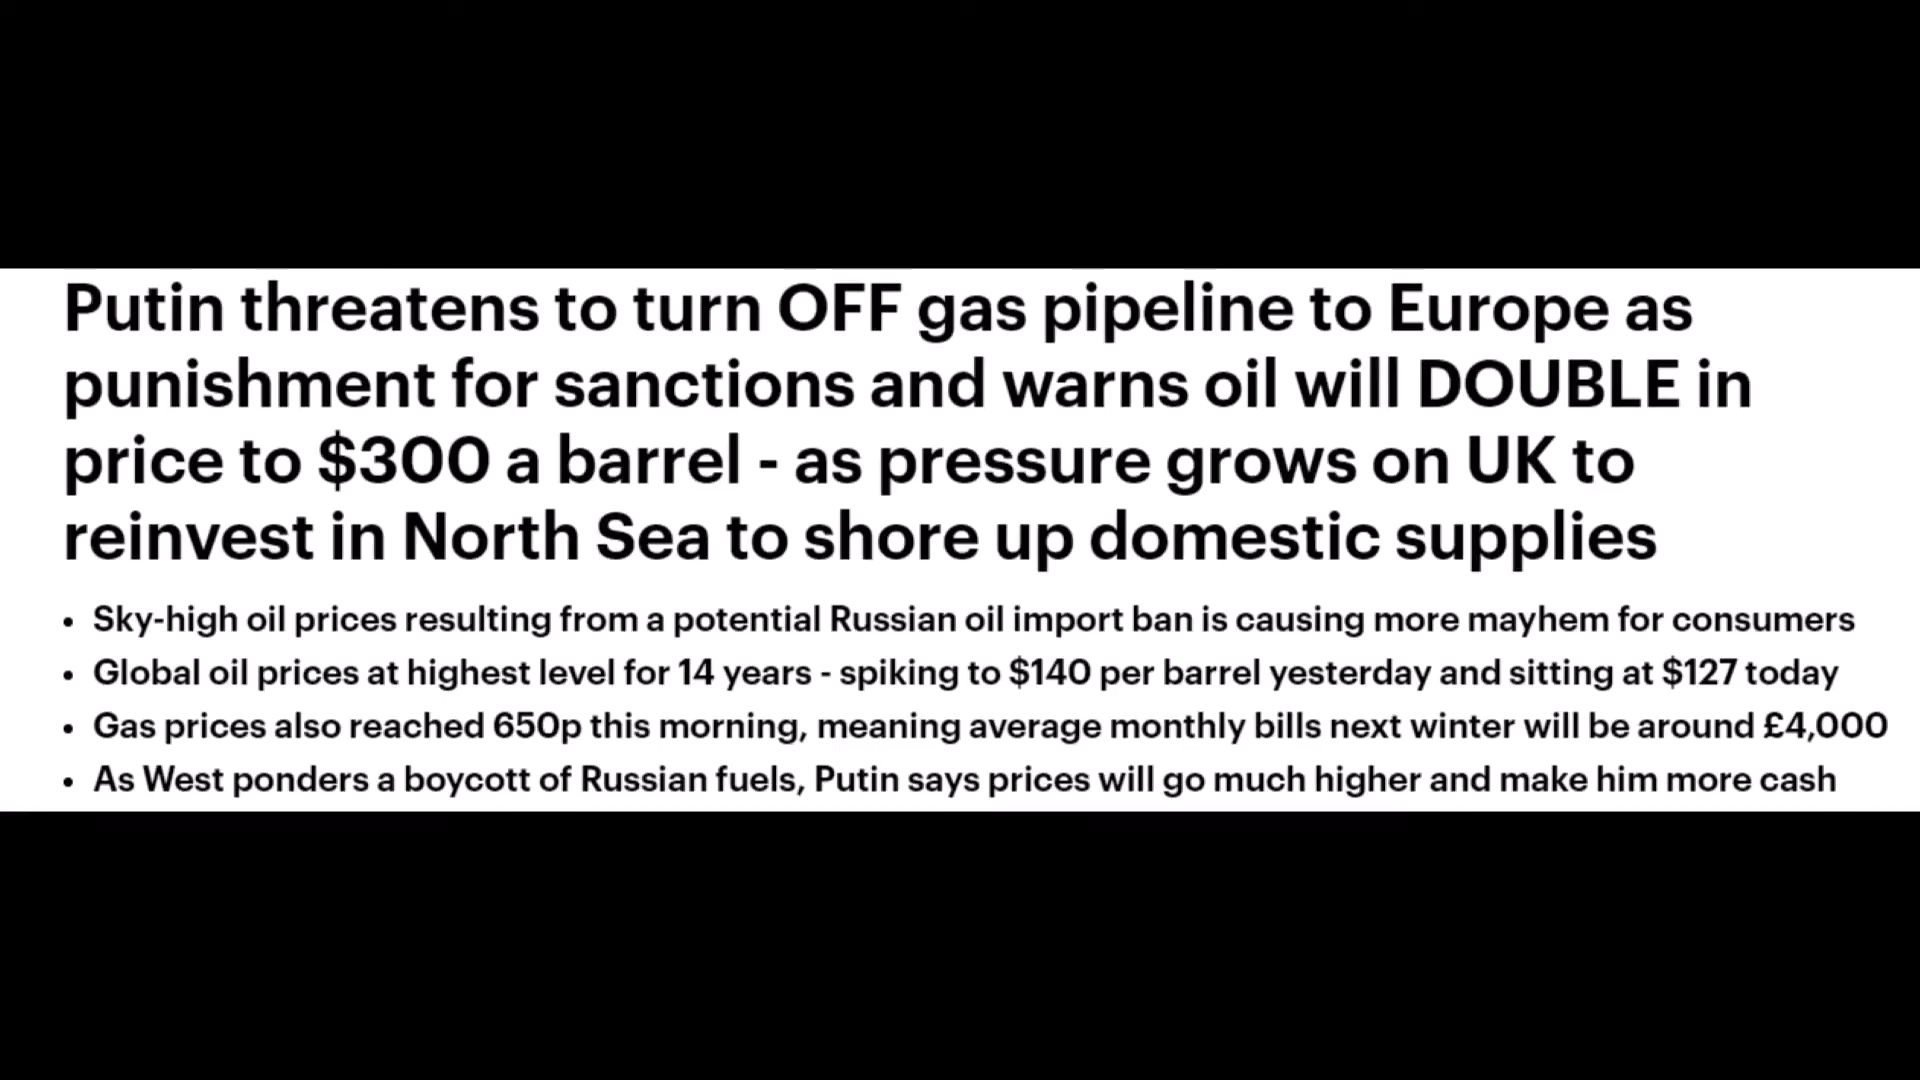 Putin threatens to turn OFF gas pipeline to Europe as
punishment for sanctions and warns oil will DOUBLE in
price to $300 a barrel - as pressure grows on UK to
reinvest in North Sea to shore up domestic supplies
• Sky-high oil prices resulting from a potential Russian oil import ban is causing more mayhem for consumers
• Global oil prices at highest level for 14 years - spiking to $140 per barrel yesterday and sitting at $127 today
• Gas prices also reached 650p this morning, meaning average monthly bills next winter will be around £4,000
• As West ponders a boycott of Russian fuels, Putin says prices will go much higher and make him more cash